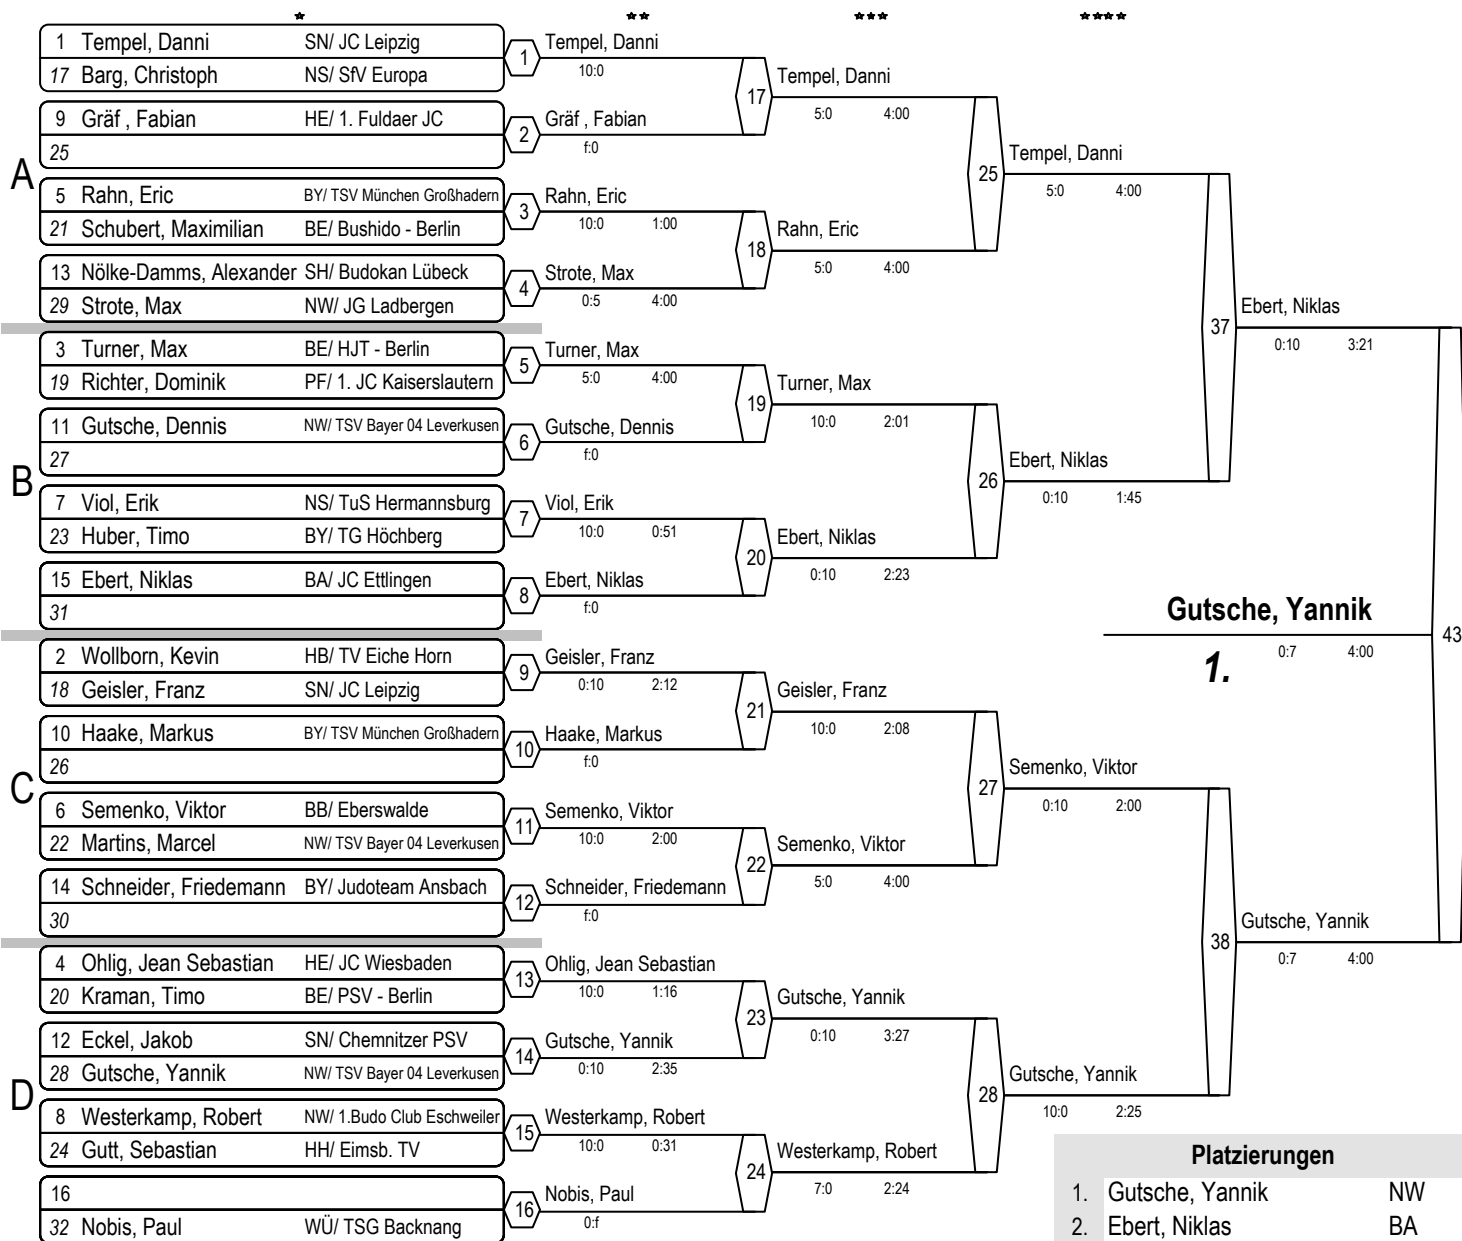 1 Tempel, Danni SN/ JC Leipzig
17 Barg, Christoph NS/ SfV Europa
9 Gräf , Fabian HE/ 1. Fuldaer JC
25
A
5 Rahn, Eric BY/ TSV München Großhadern
21 Schubert, Maximilian BE/ Bushido - Berlin
13 Nölke-Damms, Alexander SH/ Budokan Lübeck
29 Strote, Max NW/ JG Ladbergen
3 Turner, Max BE/ HJT - Berlin
19 Richter, Dominik PF/ 1. JC Kaiserslautern
11 Gutsche, Dennis NW/ TSV Bayer 04 Leverkusen
27
B
7 Viol, Erik NS/ TuS Hermannsburg
23 Huber, Timo BY/ TG Höchberg
15 Ebert, Niklas BA/ JC Ettlingen
31
2 Wollborn, Kevin HB/ TV Eiche Horn
18 Geisler, Franz SN/ JC Leipzig
10 Haake, Markus BY/ TSV München Großhadern
26
C
6 Semenko, Viktor BB/ Eberswalde
22 Martins, Marcel NW/ TSV Bayer 04 Leverkusen
14 Schneider, Friedemann BY/ Judoteam Ansbach
30
4 Ohlig, Jean Sebastian HE/ JC Wiesbaden
20 Kraman, Timo BE/ PSV - Berlin
12 Eckel, Jakob SN/ Chemnitzer PSV
28 Gutsche, Yannik NW/ TSV Bayer 04 Leverkusen
D
8 Westerkamp, Robert NW/ 1.Budo Club Eschweiler
24 Gutt, Sebastian HH/ Eimsb. TV
16
32 Nobis, Paul WÜ/ TSG Backnang
1 Tempel, Danni
10:0
2 Gräf , Fabian
f:0
3 Rahn, Eric
10:0 1:00
4 Strote, Max
0:5 4:00
5 Turner, Max
5:0 4:00
6 Gutsche, Dennis
f:0
7 Viol, Erik
10:0 0:51
8 Ebert, Niklas
f:0
9 Geisler, Franz
0:10 2:12
10 Haake, Markus
f:0
11 Semenko, Viktor
10:0 2:00
12 Schneider, Friedemann
f:0
13 Ohlig, Jean Sebastian
10:0 1:16
14 Gutsche, Yannik
0:10 2:35
15 Westerkamp, Robert
10:0 0:31
16 Nobis, Paul
0:f
17 Tempel, Danni
5:0 4:00
18 Rahn, Eric
5:0 4:00
19 Turner, Max
10:0 2:01
20 Ebert, Niklas
0:10 2:23
21 Geisler, Franz
10:0 2:08
22 Semenko, Viktor
5:0 4:00
23 Gutsche, Yannik
0:10 3:27
24 Westerkamp, Robert
7:0 2:24
25 Tempel, Danni
5:0 4:00
26 Ebert, Niklas
0:10 1:45
27 Semenko, Viktor
0:10 2:00
28 Gutsche, Yannik
10:0 2:25
37 Ebert, Niklas
0:10 3:21
38 Gutsche, Yannik
0:7 4:00
Gutsche, Yannik
43
1. 0:7 4:00
Platzierungen
1. Gutsche, Yannik NW
2. Ebert, Niklas BA